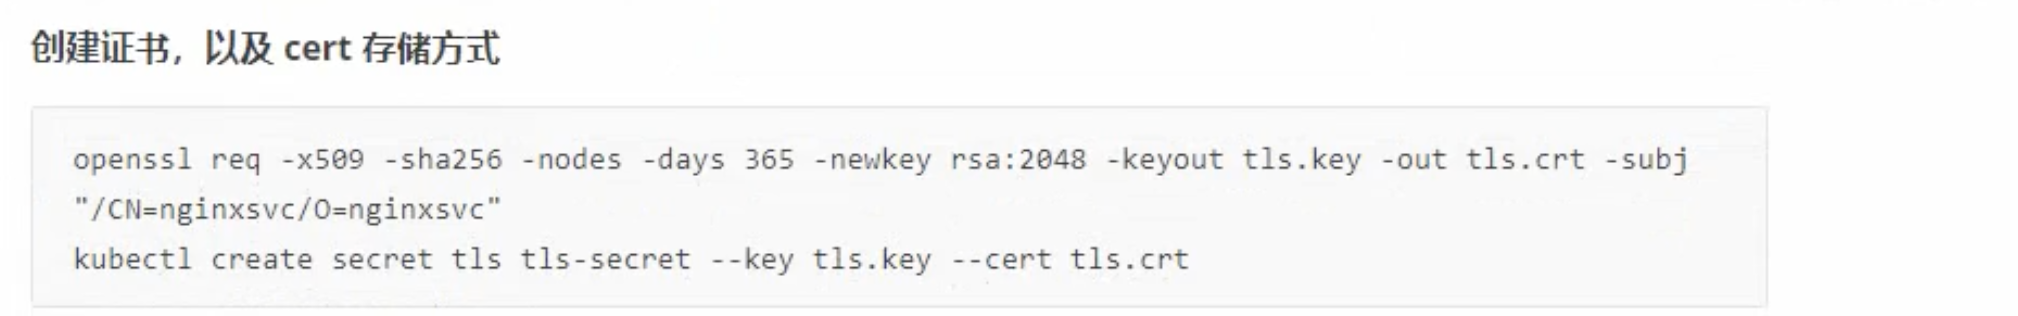 创建证书，以及 cert 存储方式
openssl req -x509 -sha256 -nodes -days 365 -newkey rsa:2048 -keyout tls.key -out tls.crt -subj
"/CN=nginxsvc/O=nginxsvc"
kubectl create secret tls tls-secret --key tls.key --cert tls.crt